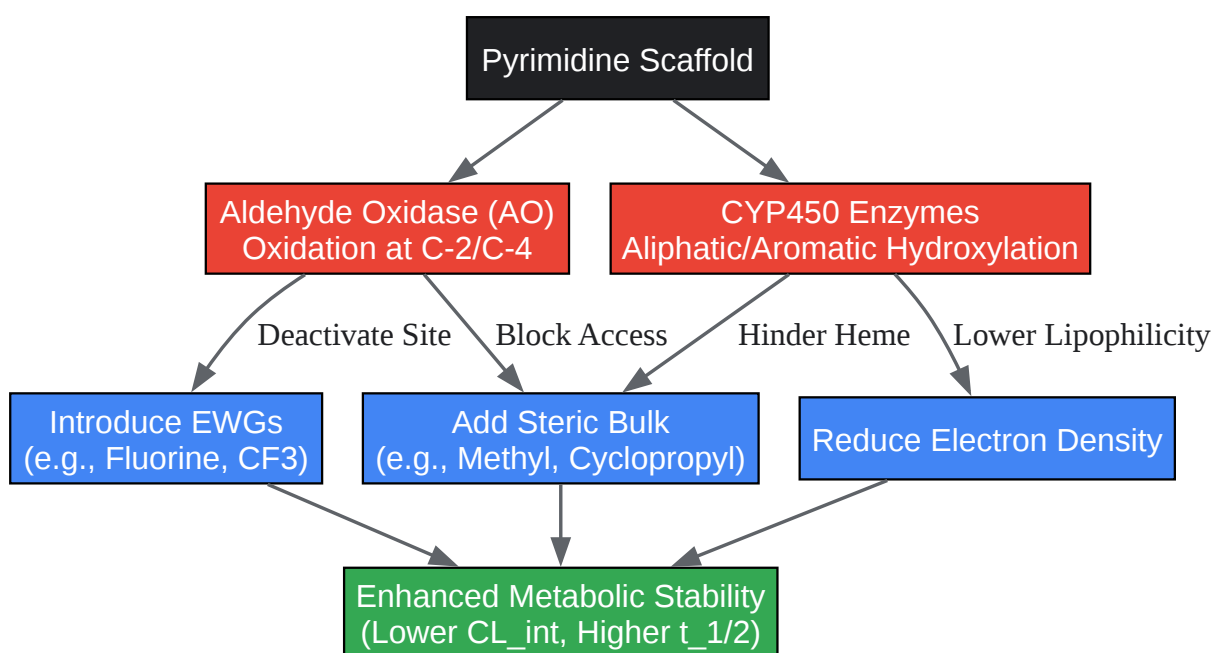 Pyrimidine Scaffold
Aldehyde Oxidase (AO)
Oxidation at C-2/C-4
CYP450 Enzymes
Aliphatic/Aromatic Hydroxylation
Deactivate Site
Block Access
Hinder Heme
Lower Lipophilicity
Introduce EWGs
(e.g., Fluorine, CF3)
Add Steric Bulk
(e.g., Methyl, Cyclopropyl)
Reduce Electron Density
Enhanced Metabolic Stability
(Lower CL_int, Higher t_1/2)